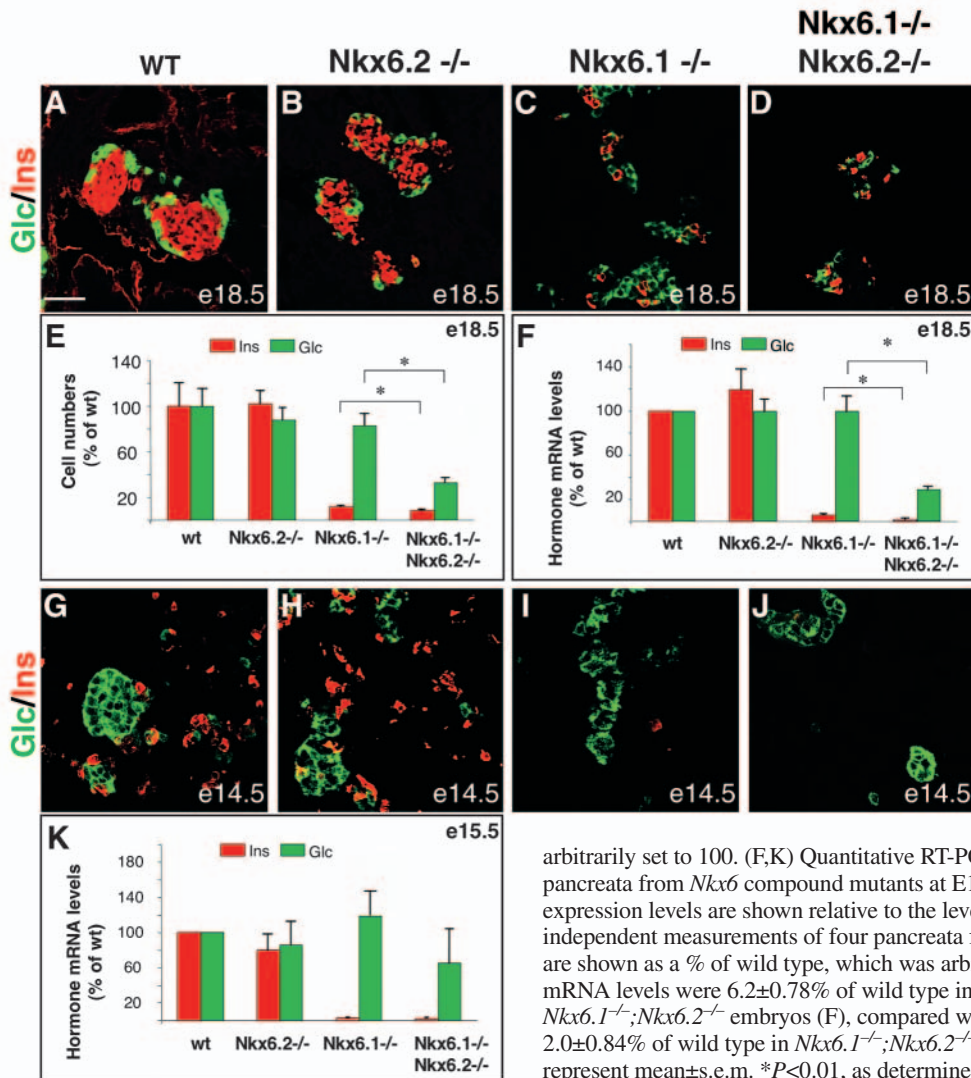 WT
Nkx6.2 -/-
Nkx6.1 -/-
Nkx6.1-/-
Nkx6.2-/-
Glc/Ins
A
B
C
D
e18.5
e18.5
e18.5
e18.5
E
e18.5
Ins Glc
Cell numbers
(% of wt)
140
100
60
20
*
*
wt Nkx6.2-/- Nkx6.1-/- Nkx6.1-/-
Nkx6.2-/-
F
e18.5
Ins Glc
Hormone mRNA levels
(% of wt)
140
100
60
20
*
*
wt Nkx6.2-/- Nkx6.1-/- Nkx6.1-/-
Nkx6.2-/-
Glc/Ins
G
H
I
J
e14.5
e14.5
e14.5
e14.5
K
e15.5
Ins Glc
Hormone mRNA levels
(% of wt)
180
140
100
60
20
wt Nkx6.2-/- Nkx6.1-/- Nkx6.1-/-
Nkx6.2-/-
arbitrarily set to 100. (F,K) Quantitative RT-PC
pancreata from Nkx6 compound mutants at E1
expression levels are shown relative to the leve
independent measurements of four pancreata f
are shown as a % of wild type, which was arb
mRNA levels were 6.2±0.78% of wild type in
Nkx6.1–/–;Nkx6.2–/– embryos (F), compared w
2.0±0.84% of wild type in Nkx6.1–/–;Nkx6.2–/–
represent mean±s.e.m. *P<0.01, as determine